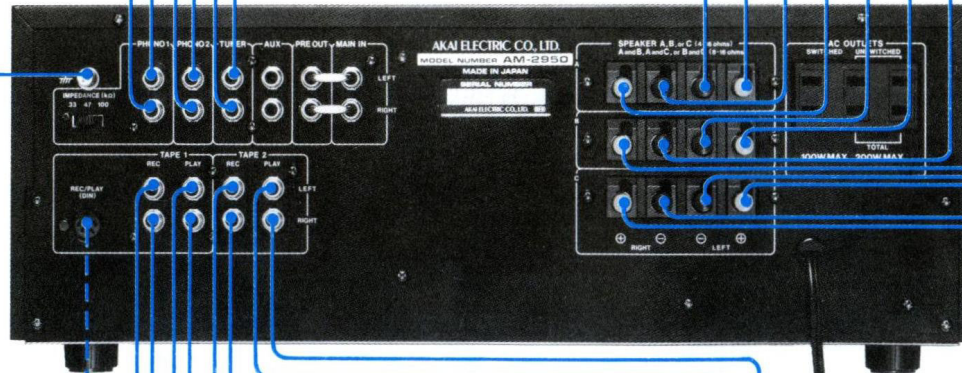 PHONO 1 PHONO 2 TUNER AUX PRE OUT MAIN IN
LEFT
RIGHT
IMPEDANCE (kΩ)
33 47 100
AKAI ELECTRIC CO., LTD.
MODEL NUMBER AM-2950
MADE IN JAPAN
SERIAL NUMBER
AKAI ELECTRIC CO., LTD.
SPEAKER A, B, or C (4-16 ohms)
A and B, A and C, or B and C (8-16 ohms)
A
B
C
⊕ ⊖ ⊖ ⊕
RIGHT LEFT
AC OUTLETS
SWITCHED UNSWITCHED
TOTAL
100W MAX 200W MAX
TAPE 1 TAPE 2
REC PLAY REC PLAY
REC/PLAY
(DIN)
LEFT
RIGHT